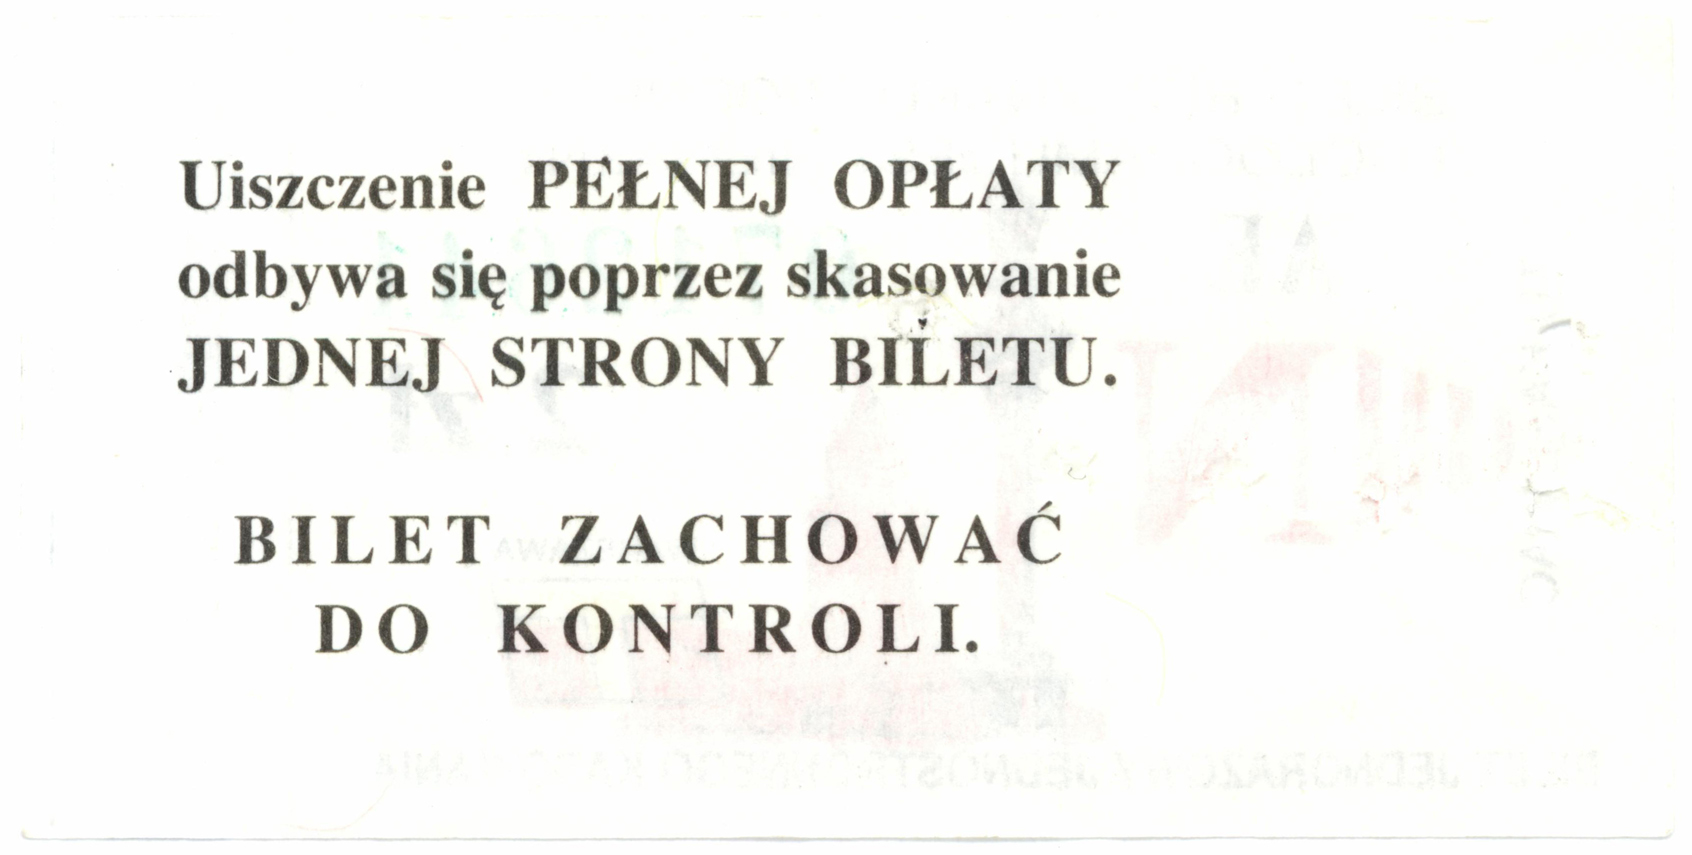 Uiszczenie PEŁNEJ OPŁATY
odbywa się poprzez skasowanie
JEDNEJ STRONY BILETU.
BILET ZACHOWAĆ
DO KONTROLI.